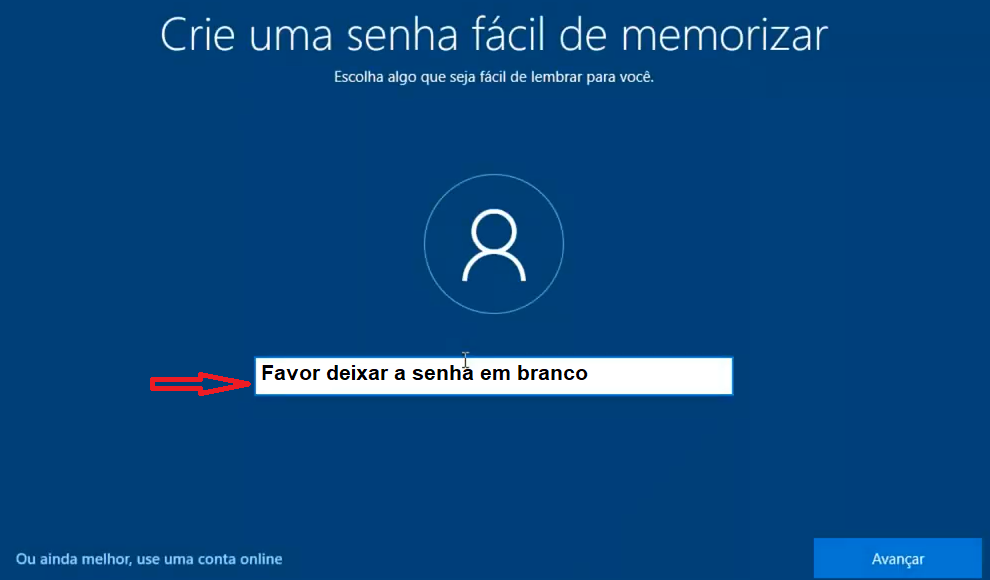 Crie uma senha fácil de memorizar
Escolha algo que seja fácil de lembrar para você.
Favor deixar a senha em branco
Ou ainda melhor, use uma conta online
Avançar